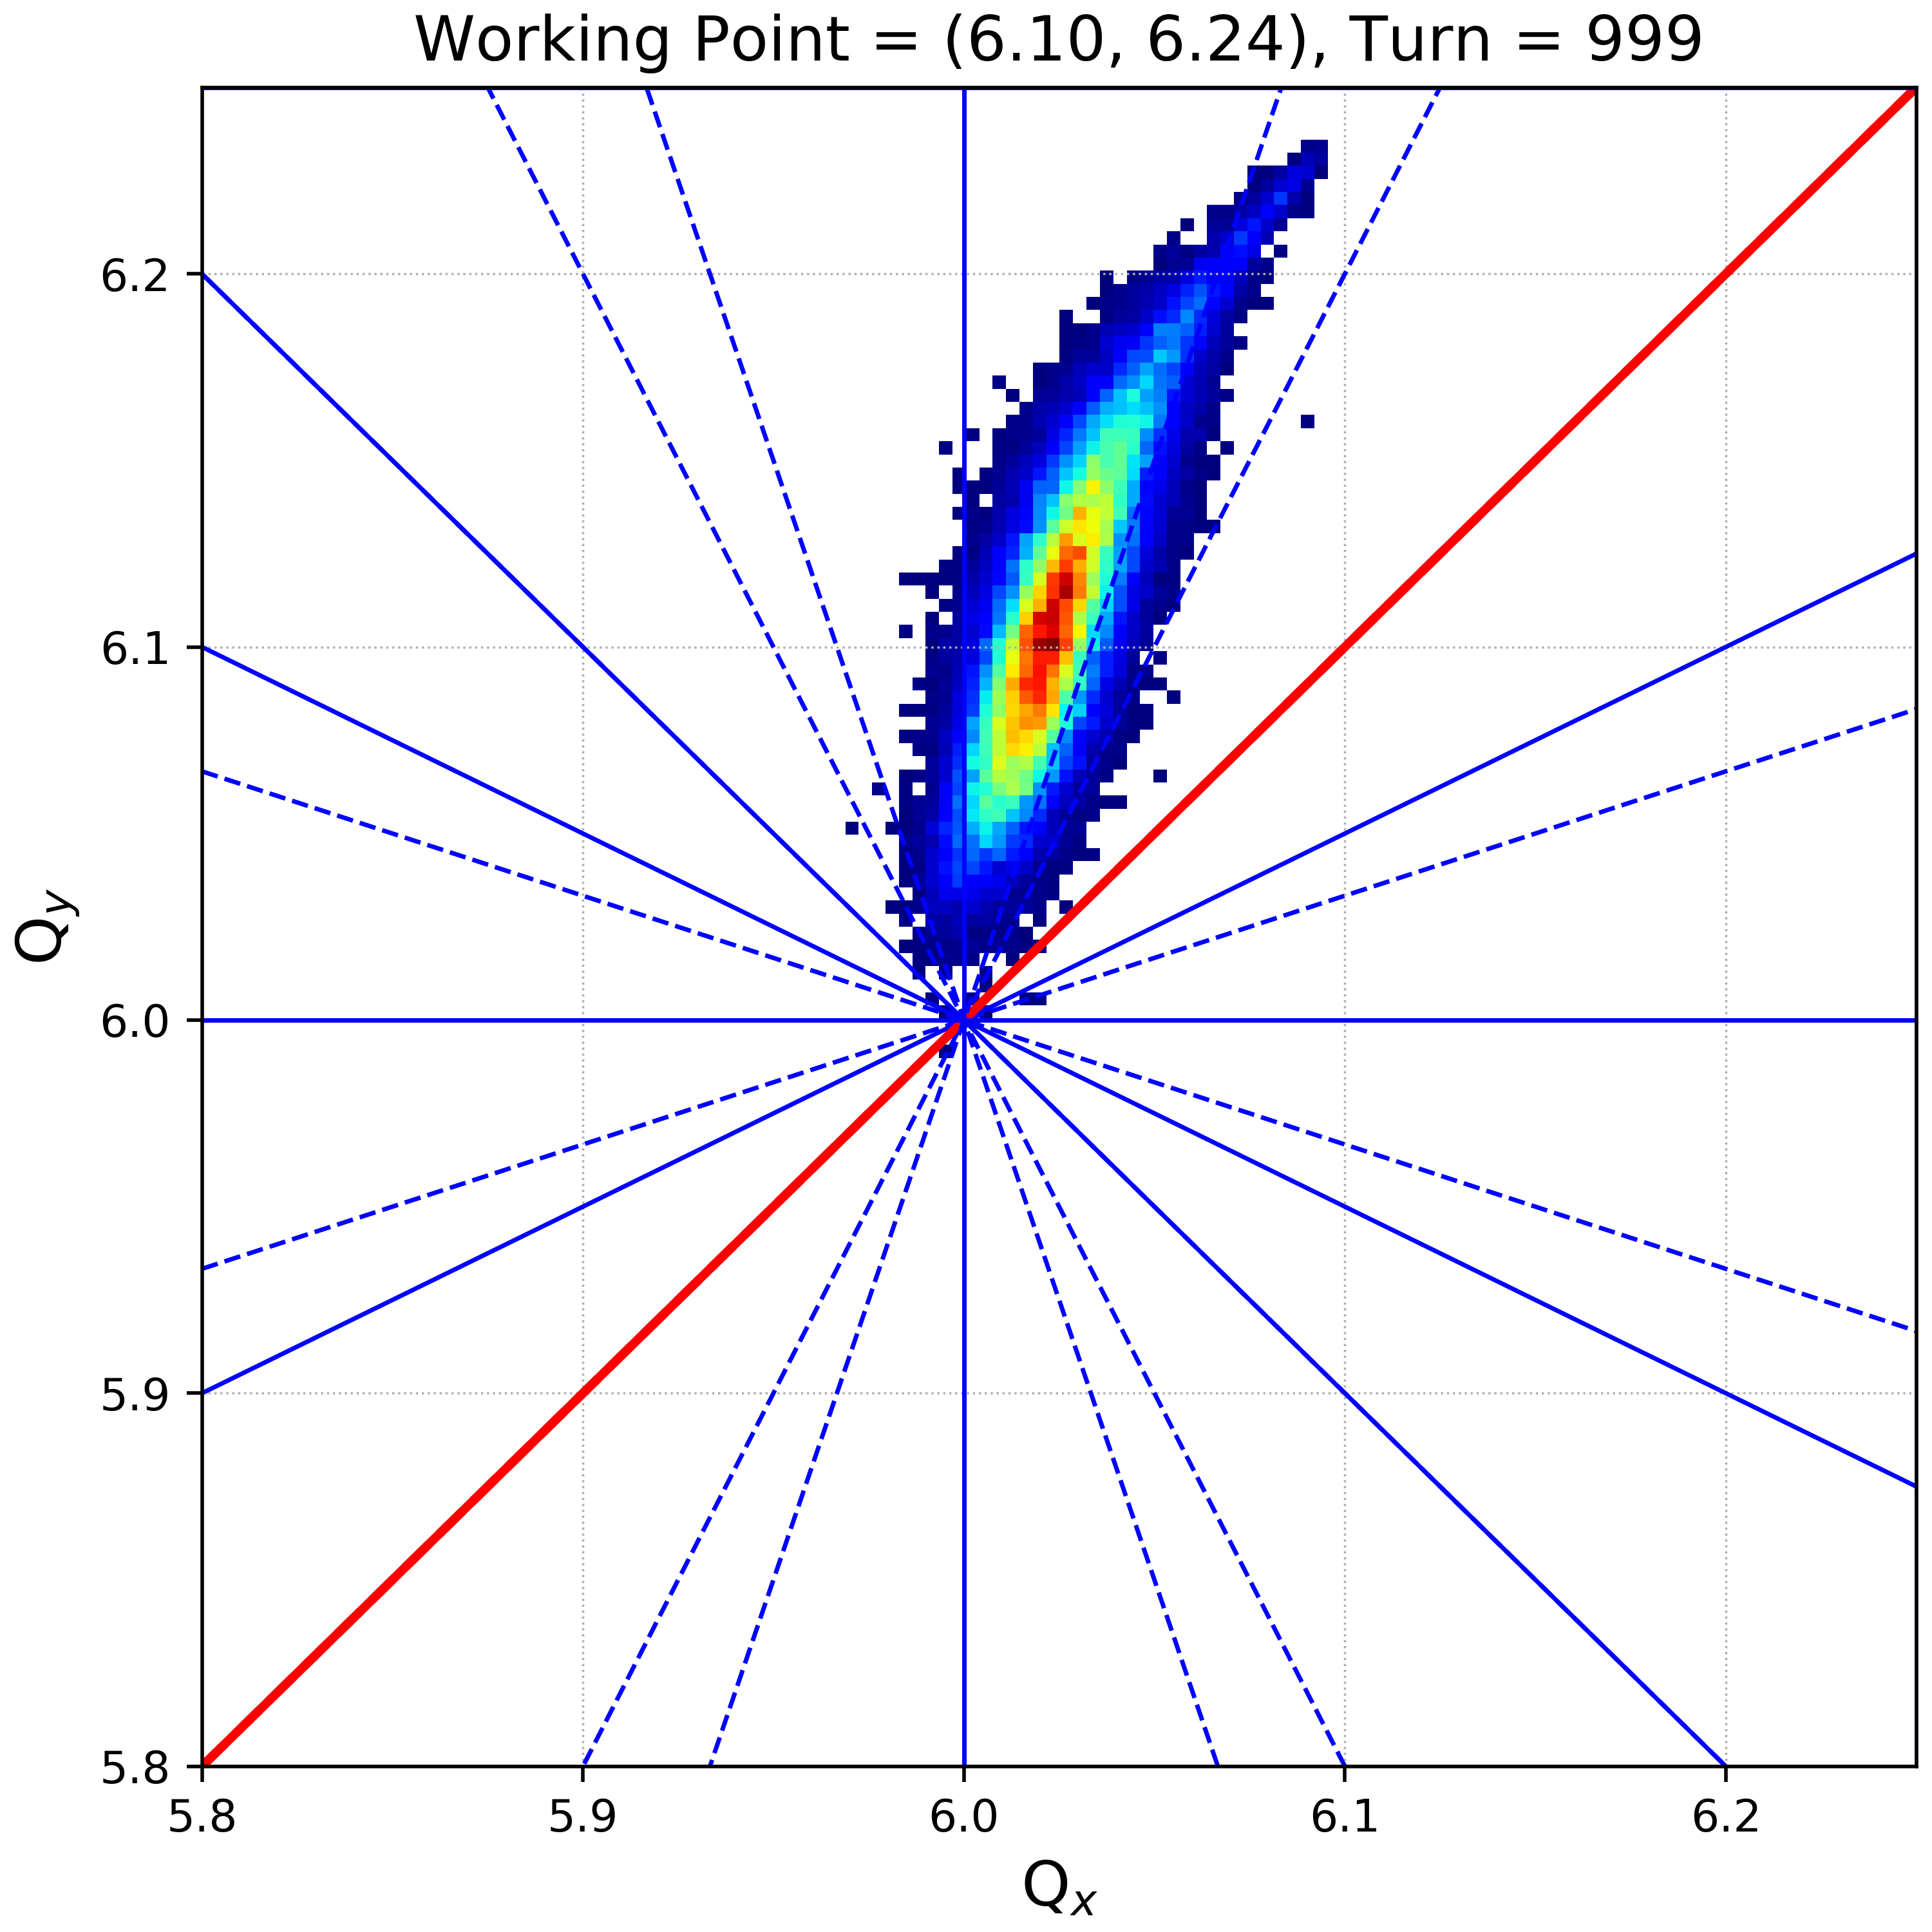 Working Point = (6.10, 6.24), Turn = 999
6.2
6.1
6.0
5.9
5.8
Qy
5.8 5.9 6.0 6.1 6.2
Qx